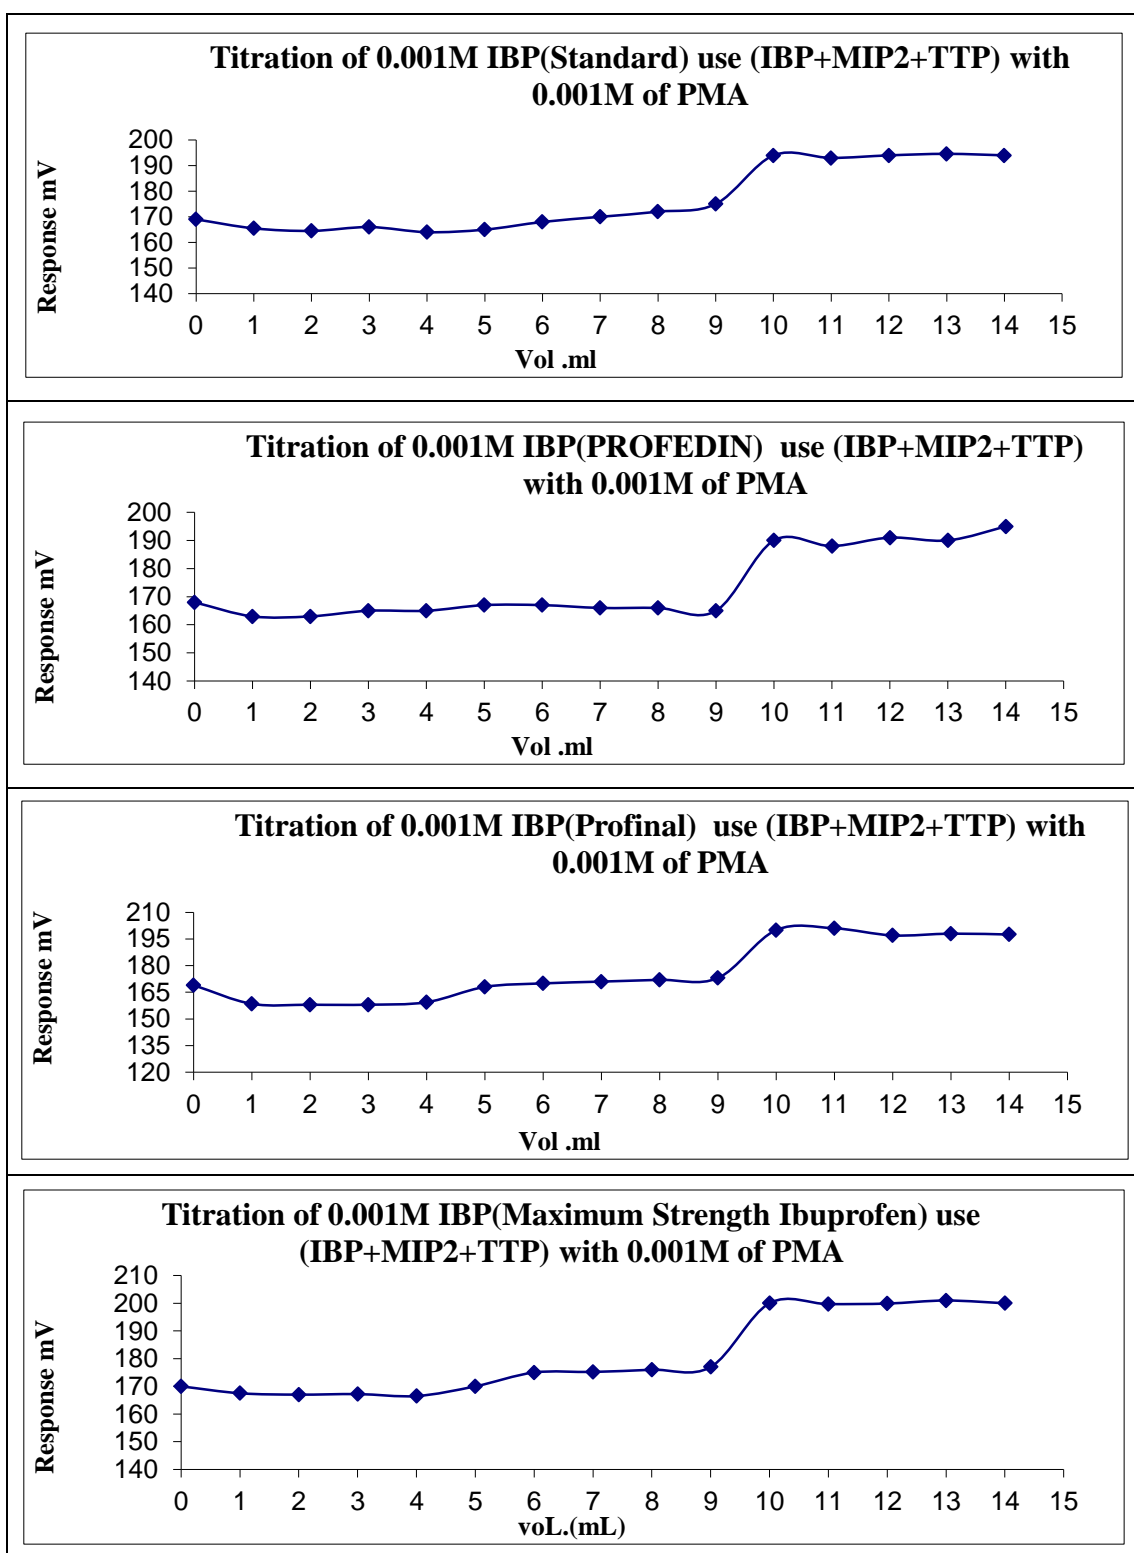 Titration of 0.001M IBP(Standard) use (IBP+MIP2+TTP) with
0.001M of PMA
Response mV
200
190
180
170
160
150
140
0 1 2 3 4 5 6 7 8 9 10 11 12 13 14 15
Vol .ml
Titration of 0.001M IBP(PROFEDIN) use (IBP+MIP2+TTP)
with 0.001M of PMA
Response mV
200
190
180
170
160
150
140
0 1 2 3 4 5 6 7 8 9 10 11 12 13 14 15
Vol .ml
Titration of 0.001M IBP(Profinal) use (IBP+MIP2+TTP) with
0.001M of PMA
Response mV
210
195
180
165
150
135
120
0 1 2 3 4 5 6 7 8 9 10 11 12 13 14 15
Vol .ml
Titration of 0.001M IBP(Maximum Strength Ibuprofen) use
(IBP+MIP2+TTP) with 0.001M of PMA
Response mV
210
200
190
180
170
160
150
140
0 1 2 3 4 5 6 7 8 9 10 11 12 13 14 15
voL.(mL)